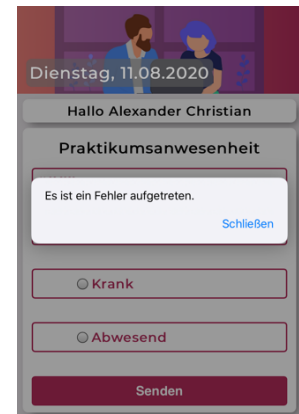 Dienstag, 11.08.2020
Hallo Alexander Christian
Praktikumsanwesenheit
Es ist ein Fehler aufgetreten.
Schließen
Krank
Abwesend
Senden